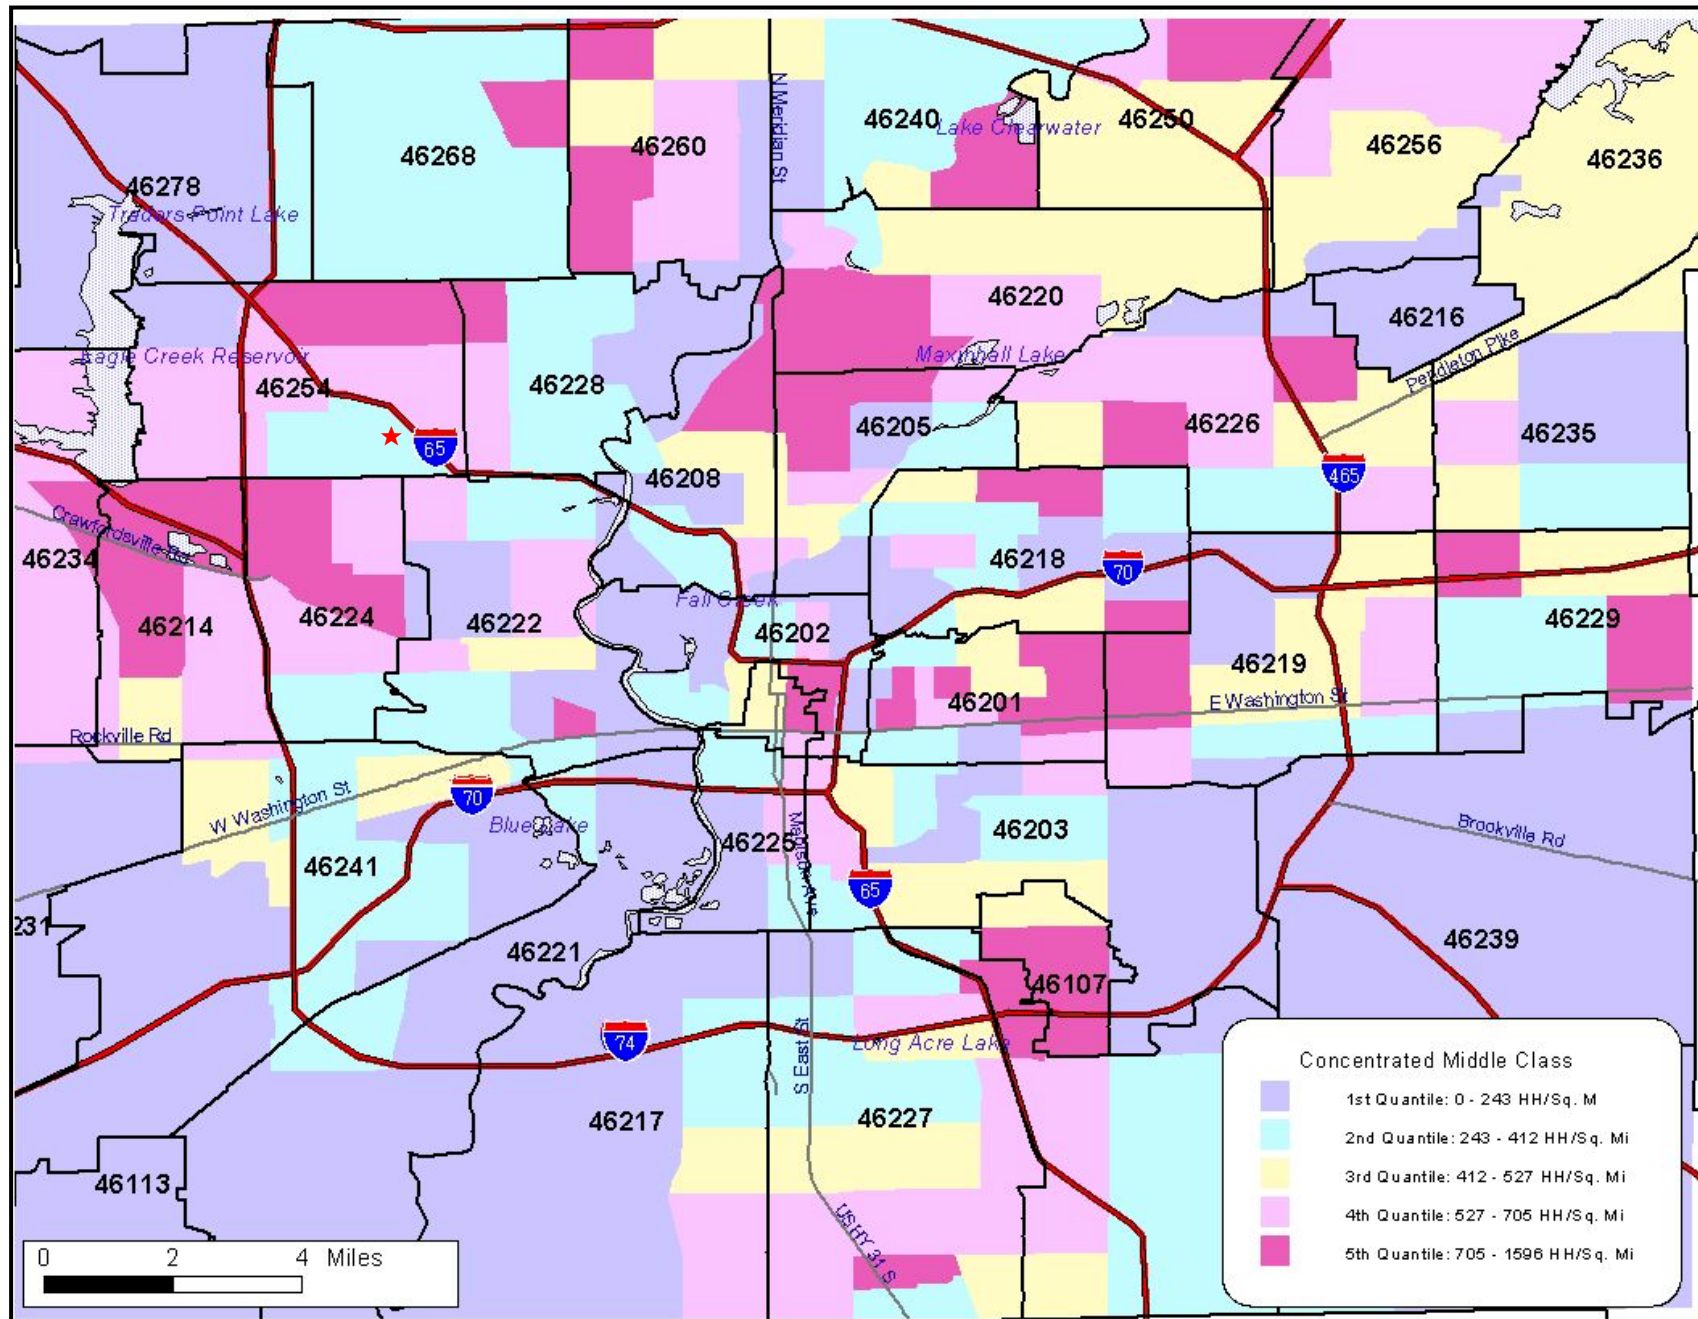 N Meridian St
46240
Lake Clearwater
46250
46268
46260
46256
46236
46278
Traders Point Lake
46220
46216
Eagle Creek Reservoir
Maxinhall Lake
Pendleton Pike
46254
46228
46205
46226
46235
65
465
46208
Crawfordsville Rd
46234
46218
70
Fall Creek
46214
46224
46222
46202
46229
46219
46201
E Washington St
Rockville Rd
W Washington St
70
Blue Lake
46225
Madison Ave
46203
Brookville Rd
46241
65
231
46221
46239
46107
74
S East St
Long Acre Lake
46217
46227
46113
US HY 31 S
0 2 4 Miles
Concentrated Middle Class
1st Quantile: 0 - 243 HH/Sq. M
2nd Quantile: 243 - 412 HH/Sq. Mi
3rd Quantile: 412 - 527 HH/Sq. Mi
4th Quantile: 527 - 705 HH/Sq. Mi
5th Quantile: 705 - 1596 HH/Sq. Mi